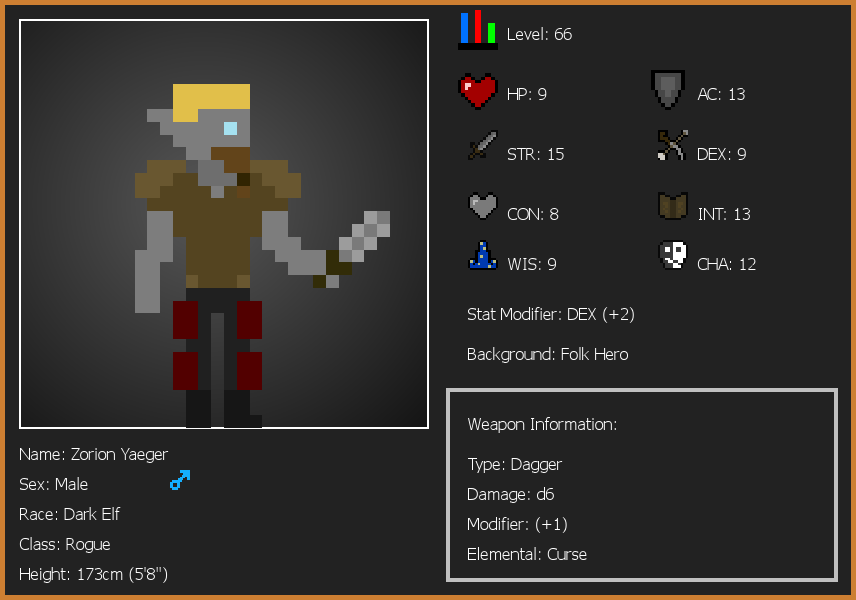 Level: 66
HP: 9
AC: 13
STR: 15
DEX: 9
CON: 8
INT: 13
WIS: 9
CHA: 12
Stat Modifier: DEX (+2)
Background: Folk Hero
Weapon Information:
Type: Dagger
Damage: d6
Modifier: (+1)
Elemental: Curse
Name: Zorion Yaeger
Sex: Male
Race: Dark Elf
Class: Rogue
Height: 173cm (5'8")